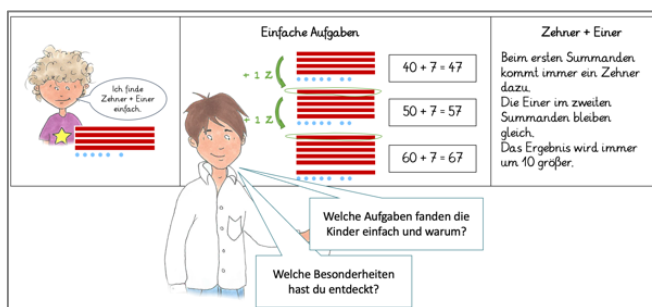 Ich finde
Zehner + Einer
einfach.
Einfache Aufgaben
+ 1 Z
+ 1 Z
40 + 7 = 47
50 + 7 = 57
60 + 7 = 67
Zehner + Einer
Beim ersten Summanden
kommt immer ein Zehner
dazu.
Die Einer im zweiten
Summanden bleiben
gleich.
Das Ergebnis wird immer
um 10 größer.
Welche Aufgaben fanden die
Kinder einfach und warum?
Welche Besonderheiten
hast du entdeckt?